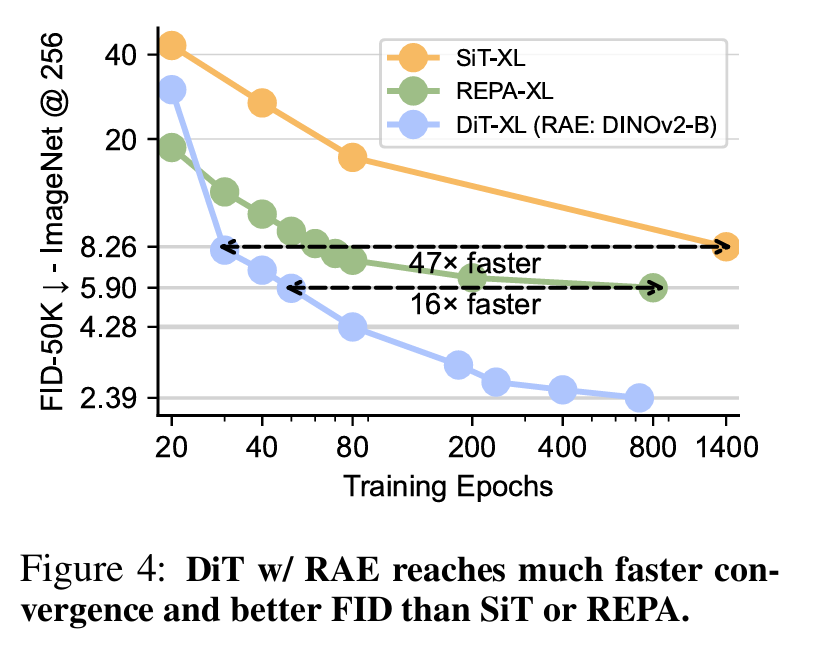 FID-50K ↓ - ImageNet @ 256
40
20
8.26
5.90
4.28
2.39
SiT-XL
REPA-XL
DiT-XL (RAE: DINOv2-B)
47× faster
16× faster
20 40 80 200 400 800 1400
Training Epochs
Figure 4: DiT w/ RAE reaches much faster con-
vergence and better FID than SiT or REPA.